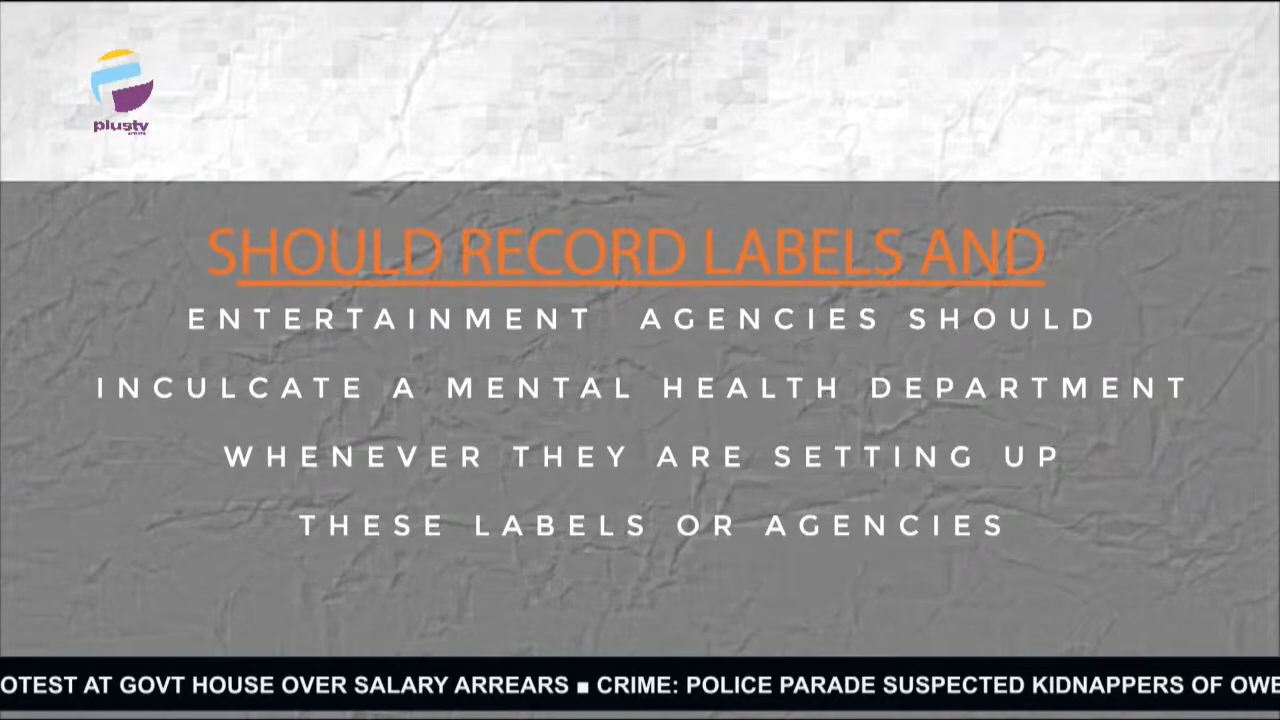 plustv
SHOULD RECORD LABELS AND
ENTERTAINMENT AGENCIES SHOULD
INCULCATE A MENTAL HEALTH DEPARTMENT
WHENEVER THEY ARE SETTING UP
THESE LABELS OR AGENCIES
OTEST AT GOVT HOUSE OVER SALARY ARREARS ■ CRIME: POLICE PARADE SUSPECTED KIDNAPPERS OF OWE